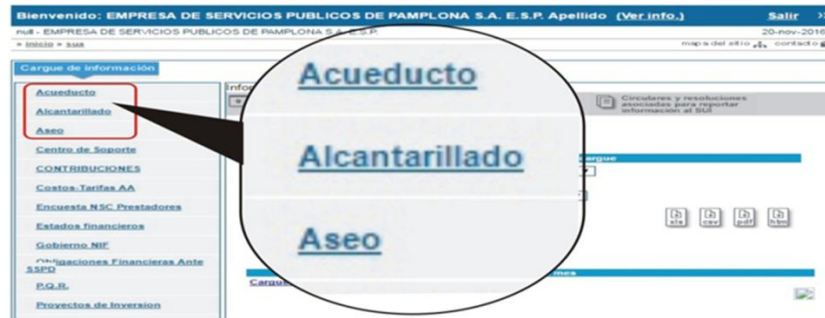 Bienvenido: EMPRESA DE SERVICIOS PUBLICOS DE PAMPLONA S.A. E.S.P. Apellido (Ver info.) Salir
null - EMPRESA DE SERVICIOS PUBLICOS DE PAMPLONA S.A. E.S.P. 20-nov-2016
» inicio » sua mapa del sitio contacto
Cargue de información
Acueducto
Alcantarillado
Aseo
Centro de Soporte
CONTRIBUCIONES
Costos-Tarifas AA
Encuesta NSC Prestadores
Estados financieros
Gobierno NIF
Obligaciones Financieras Ante
SSPD
P.Q.R.
Proyectos de Inversion
Acueducto
Alcantarillado
Aseo
Circulares y resoluciones
asociadas para reportar
información al SUI
xls csv pdf htm